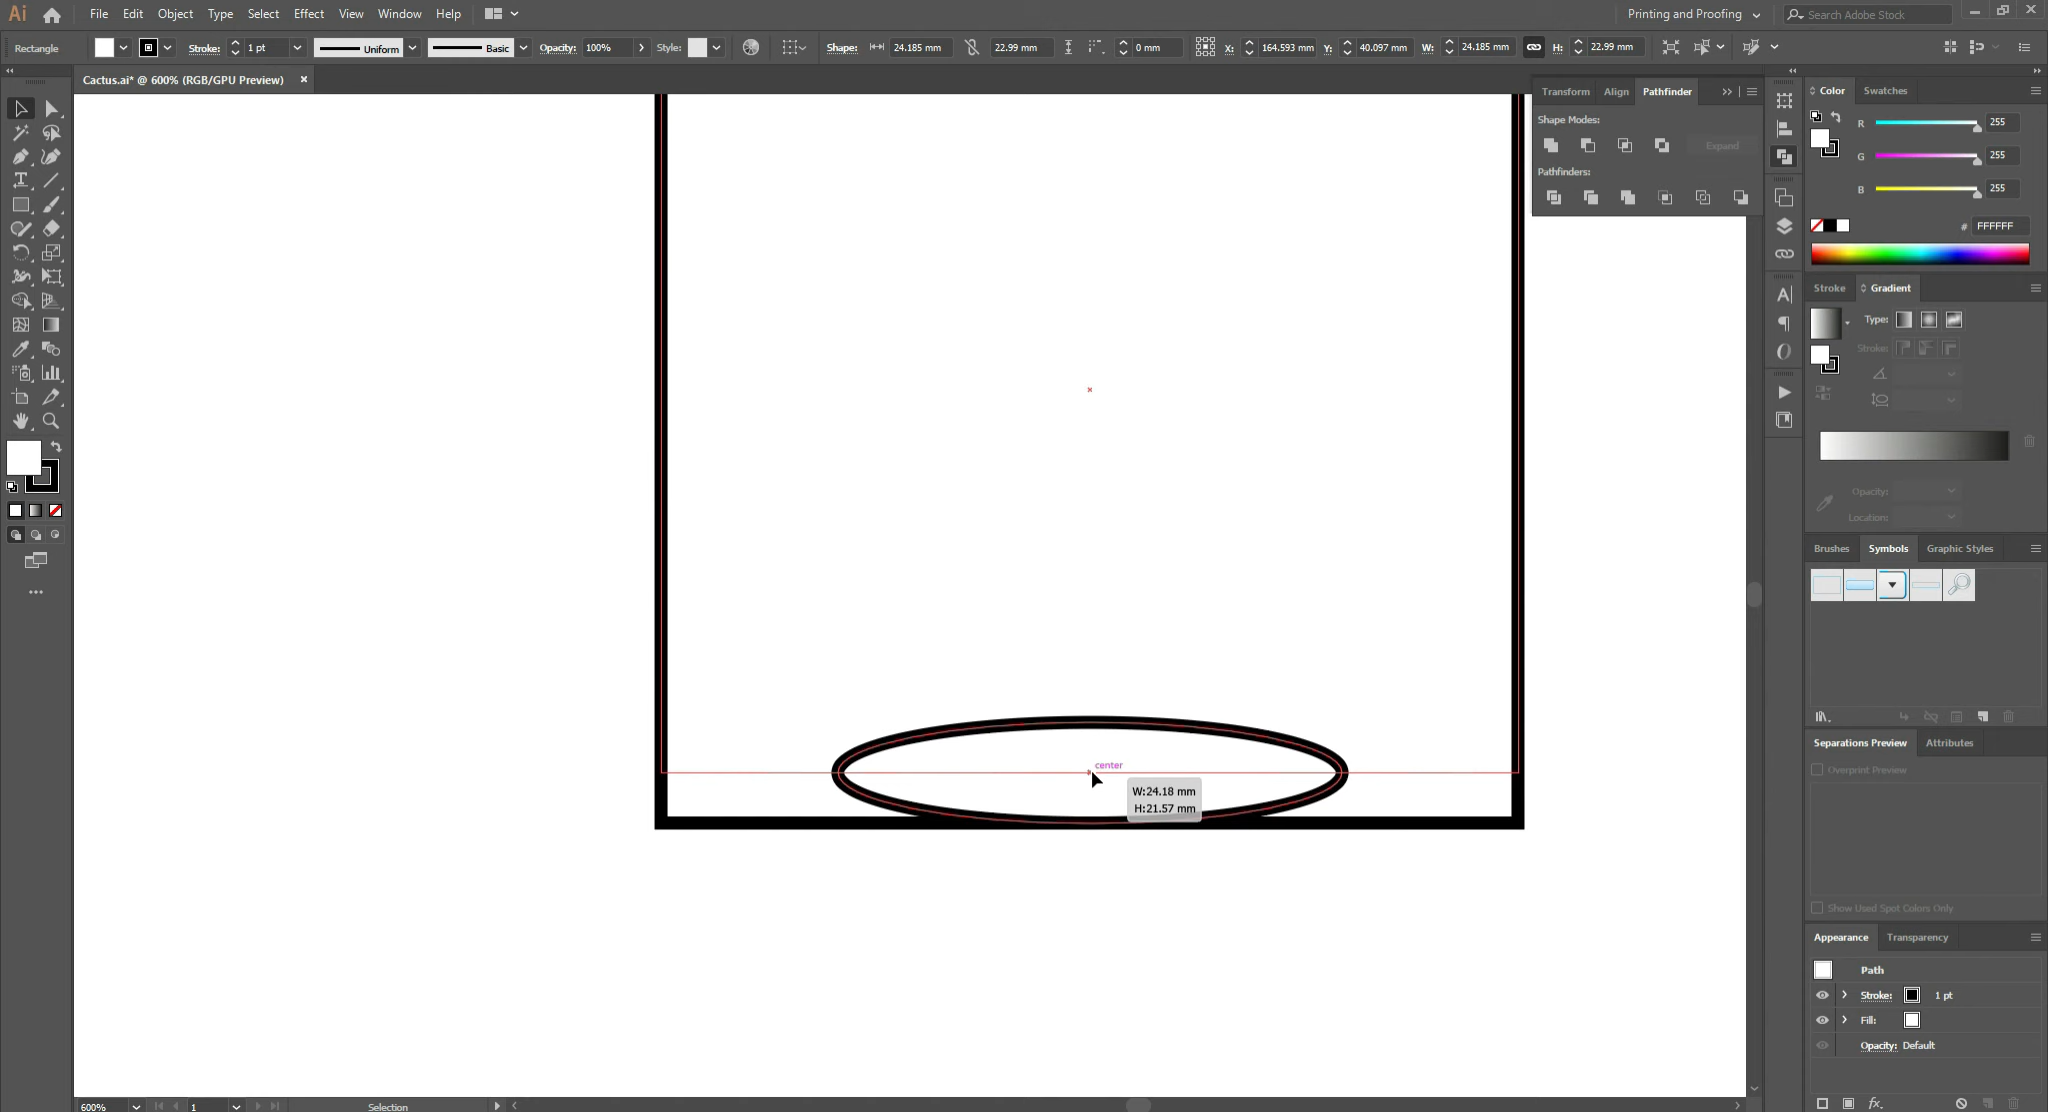 Ai File Edit Object Type Select Effect View Window Help Printing and Proofing Search Adobe Stock
Rectangle Stroke: 1 pt Uniform Basic Opacity: 100% Style: Shape: 24.185 mm 22.99 mm 0 mm X: 164.593 mm Y: 40.097 mm W: 24.185 mm H: 22.99 mm
Cactus.ai* @ 600% (RGB/GPU Preview) ×
Transform Align Pathfinder
Shape Modes:
Expand
Pathfinders:
Color Swatches
R 255
G 255
B 255
# FFFFFF
Stroke Gradient
Type:
Stroke:
Opacity:
Location:
Brushes Symbols Graphic Styles
Separations Preview Attributes
Overprint Preview
Show Used Spot Colors Only
Appearance Transparency
Path
Stroke: 1 pt
Fill:
Opacity: Default
fx.
center
W:24.18 mm
H:21.57 mm
600% 1 Selection